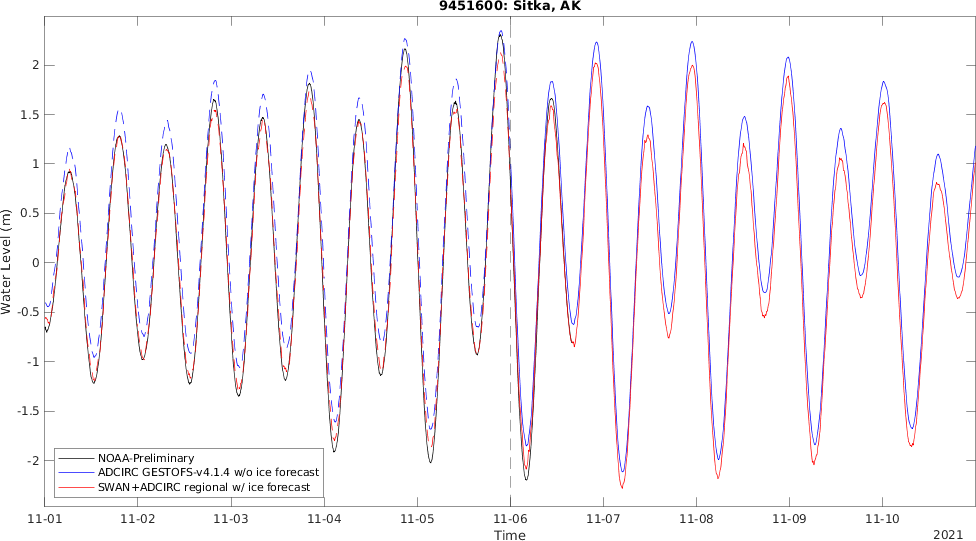 9451600: Sitka, AK
Water Level (m)
2
1.5
1
0.5
0
-0.5
-1
-1.5
-2
NOAA-Preliminary
ADCIRC GESTOFS-v4.1.4 w/o ice forecast
SWAN+ADCIRC regional w/ ice forecast
11-01 11-02 11-03 11-04 11-05 11-06 11-07 11-08 11-09 11-10
Time
2021